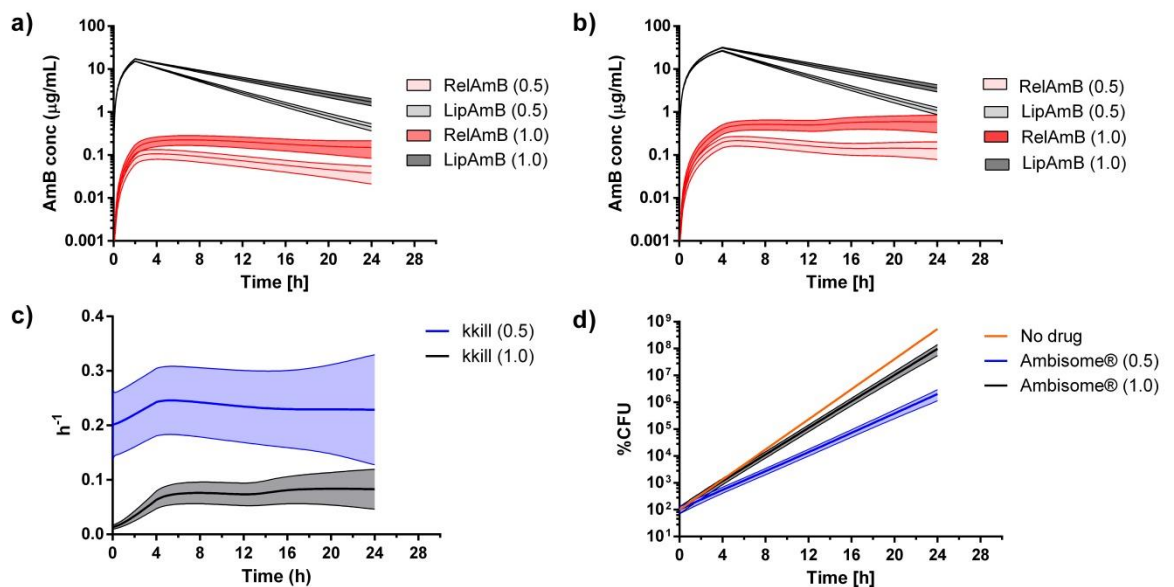 a)
AmB conc (μg/mL)
100
10
1
0.1
0.01
0.001
0 4 8 12 16 20 24 28
Time [h]
RelAmB (0.5)
LipAmB (0.5)
RelAmB (1.0)
LipAmB (1.0)
b)
AmB conc (μg/mL)
100
10
1
0.1
0.01
0.001
0 4 8 12 16 20 24 28
Time [h]
RelAmB (0.5)
LipAmB (0.5)
RelAmB (1.0)
LipAmB (1.0)
c)
h⁻¹
0.4
0.3
0.2
0.1
0.0
0 4 8 12 16 20 24 28
Time (h)
kkill (0.5)
kkill (1.0)
d)
%CFU
10⁹
10⁸
10⁷
10⁶
10⁵
10⁴
10³
10²
10¹
0 4 8 12 16 20 24 28
Time [h]
No drug
Ambisome® (0.5)
Ambisome® (1.0)